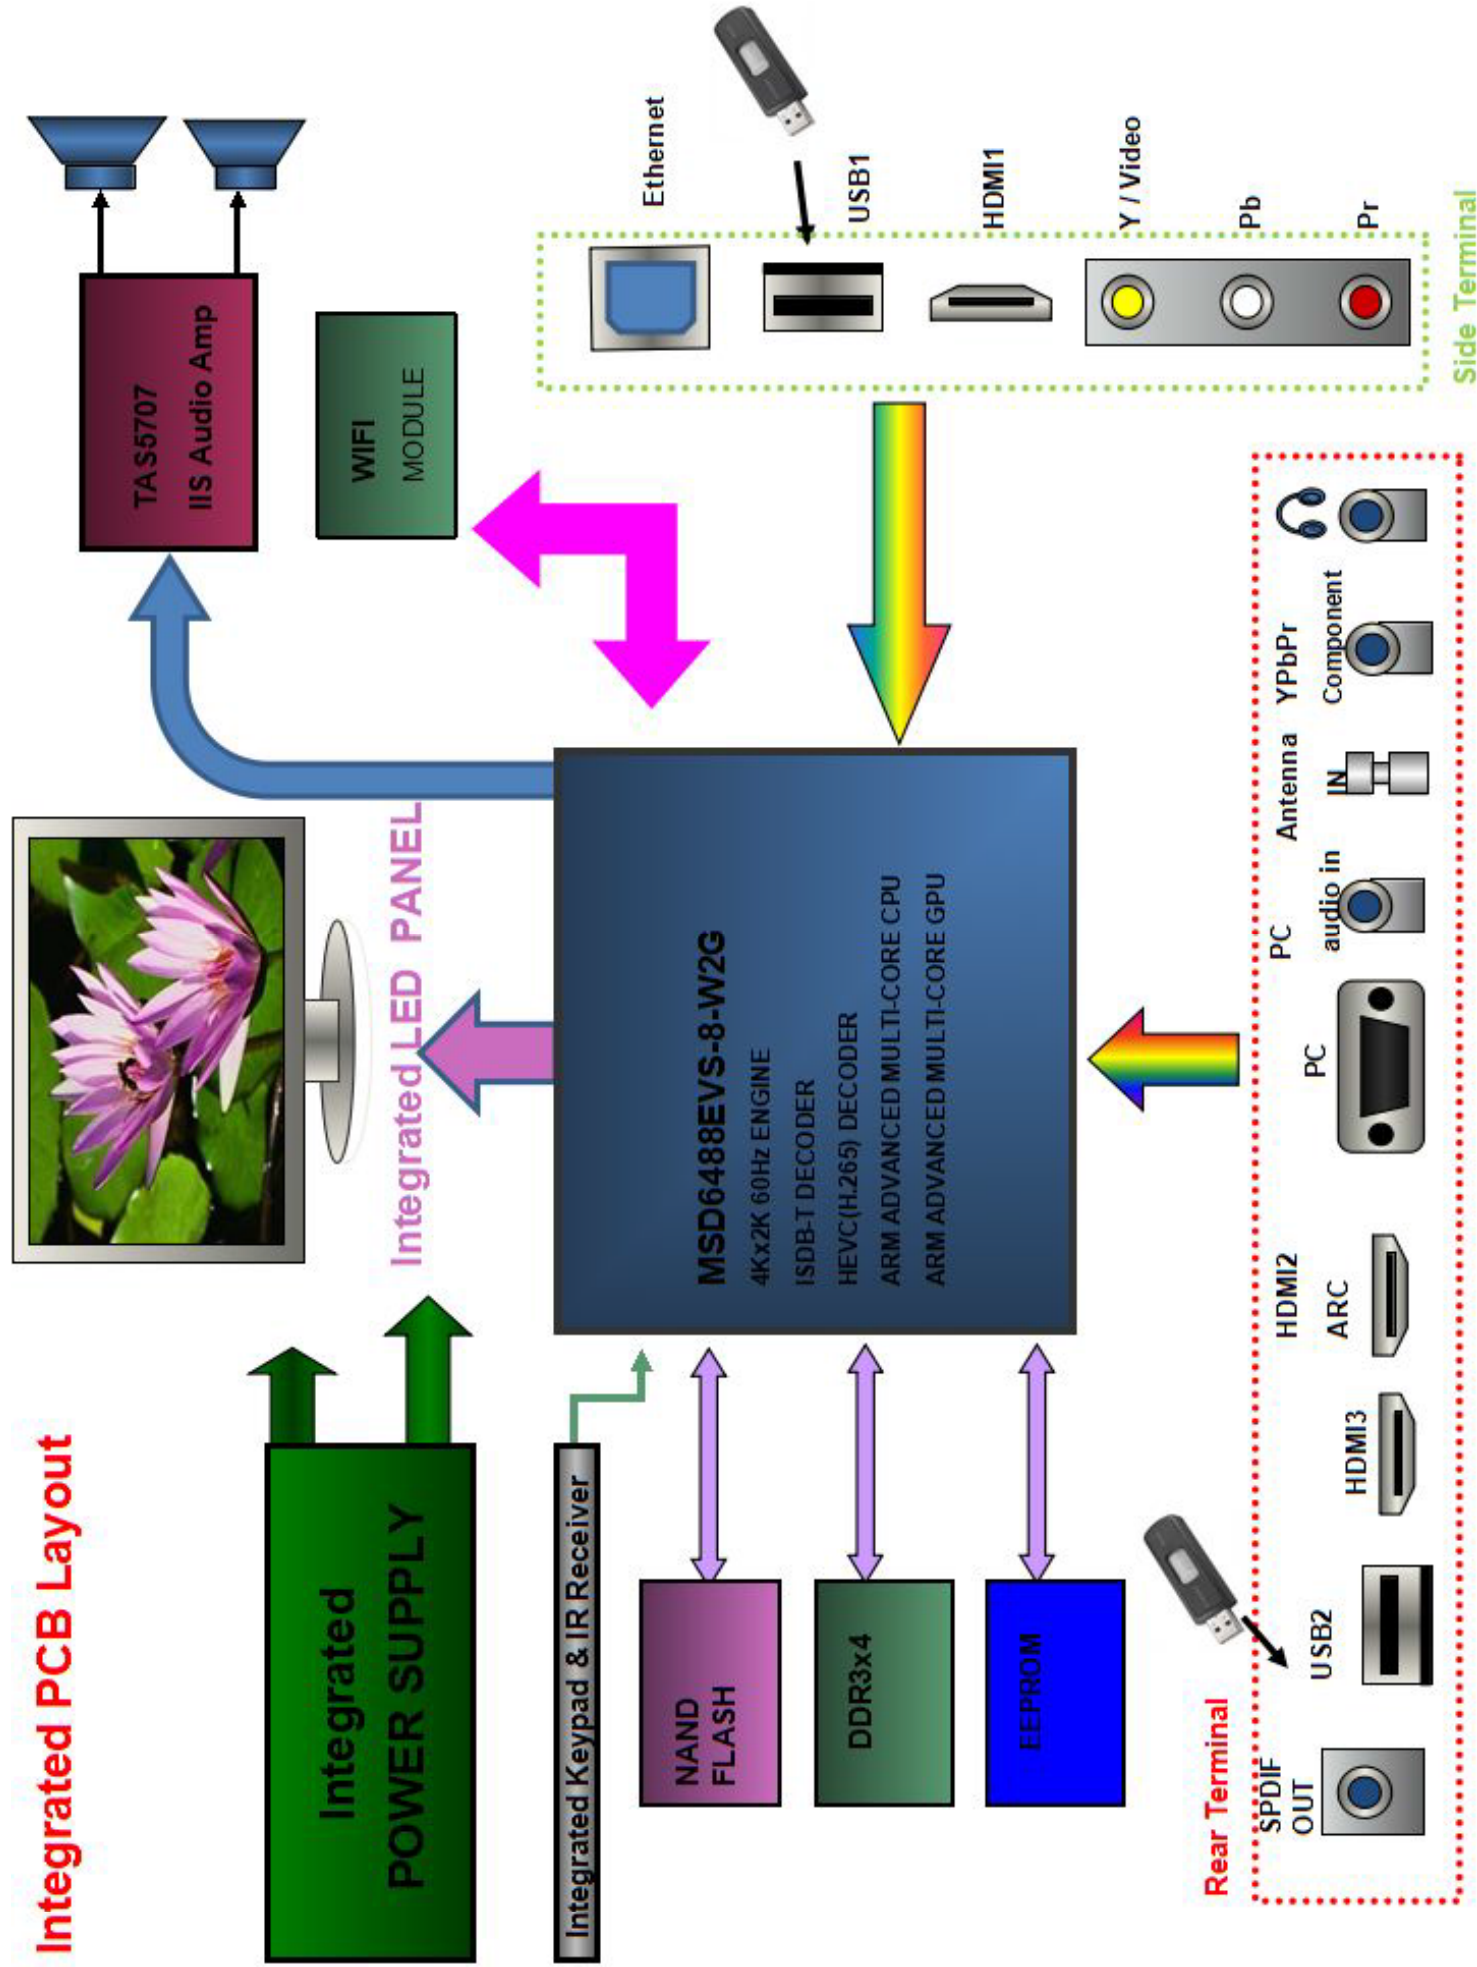 Integrated PCB Layout
Integrated
POWER SUPPLY
Integrated LED PANEL
TAS5707
IIS Audio Amp
WIFI
MODULE
Integrated Keypad & IR Receiver
NAND
FLASH
DDR3x4
EEPROM
MSD6488EVS-8-W2G
4Kx2K 60Hz ENGINE
ISDB-T DECODER
HEVC(H.265) DECODER
ARM ADVANCED MULTI-CORE CPU
ARM ADVANCED MULTI-CORE GPU
Ethernet
USB1
HDMI1
Y / Video
Pb
Pr
Side Terminal
Rear Terminal
SPDIF
OUT
USB2
HDMI3
HDMI2
ARC
PC
PC
audio in
Antenna
IN
YPbPr
Component